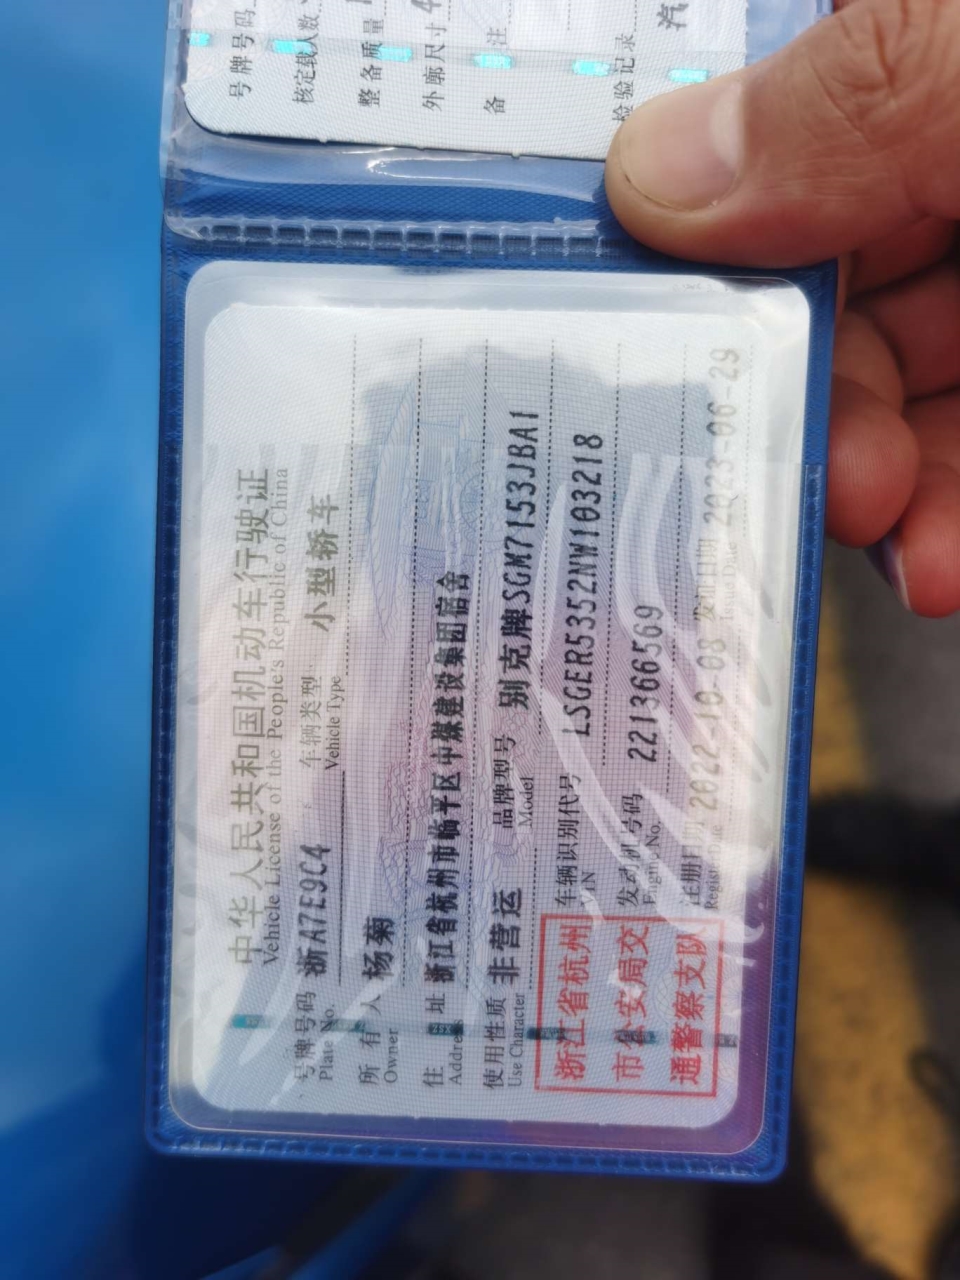 号牌号码
核定载人数
整备质量
外廓尺寸 4
备 注
检验记录
汽
中华人民共和国机动车行驶证
Vehicle License of the People's Republic of China
号牌号码 浙A7E9C4 车辆类型 小型轿车
Plate No. Vehicle Type
所有人 杨菊
Owner
住 址 浙江省杭州市临平区中煤建设集团宿舍
Address
使用性质 非营运 品牌型号 别克牌SGM7153JBA1
Use Character Model
浙江省杭州
市公安局交
通警察支队
车辆识别代号 LSGER5352NW103218
VIN
发动机号码 221366569
Engine No.
注册日期 2022-10-08 发证日期 2023-06-29
Register Date Issue Date